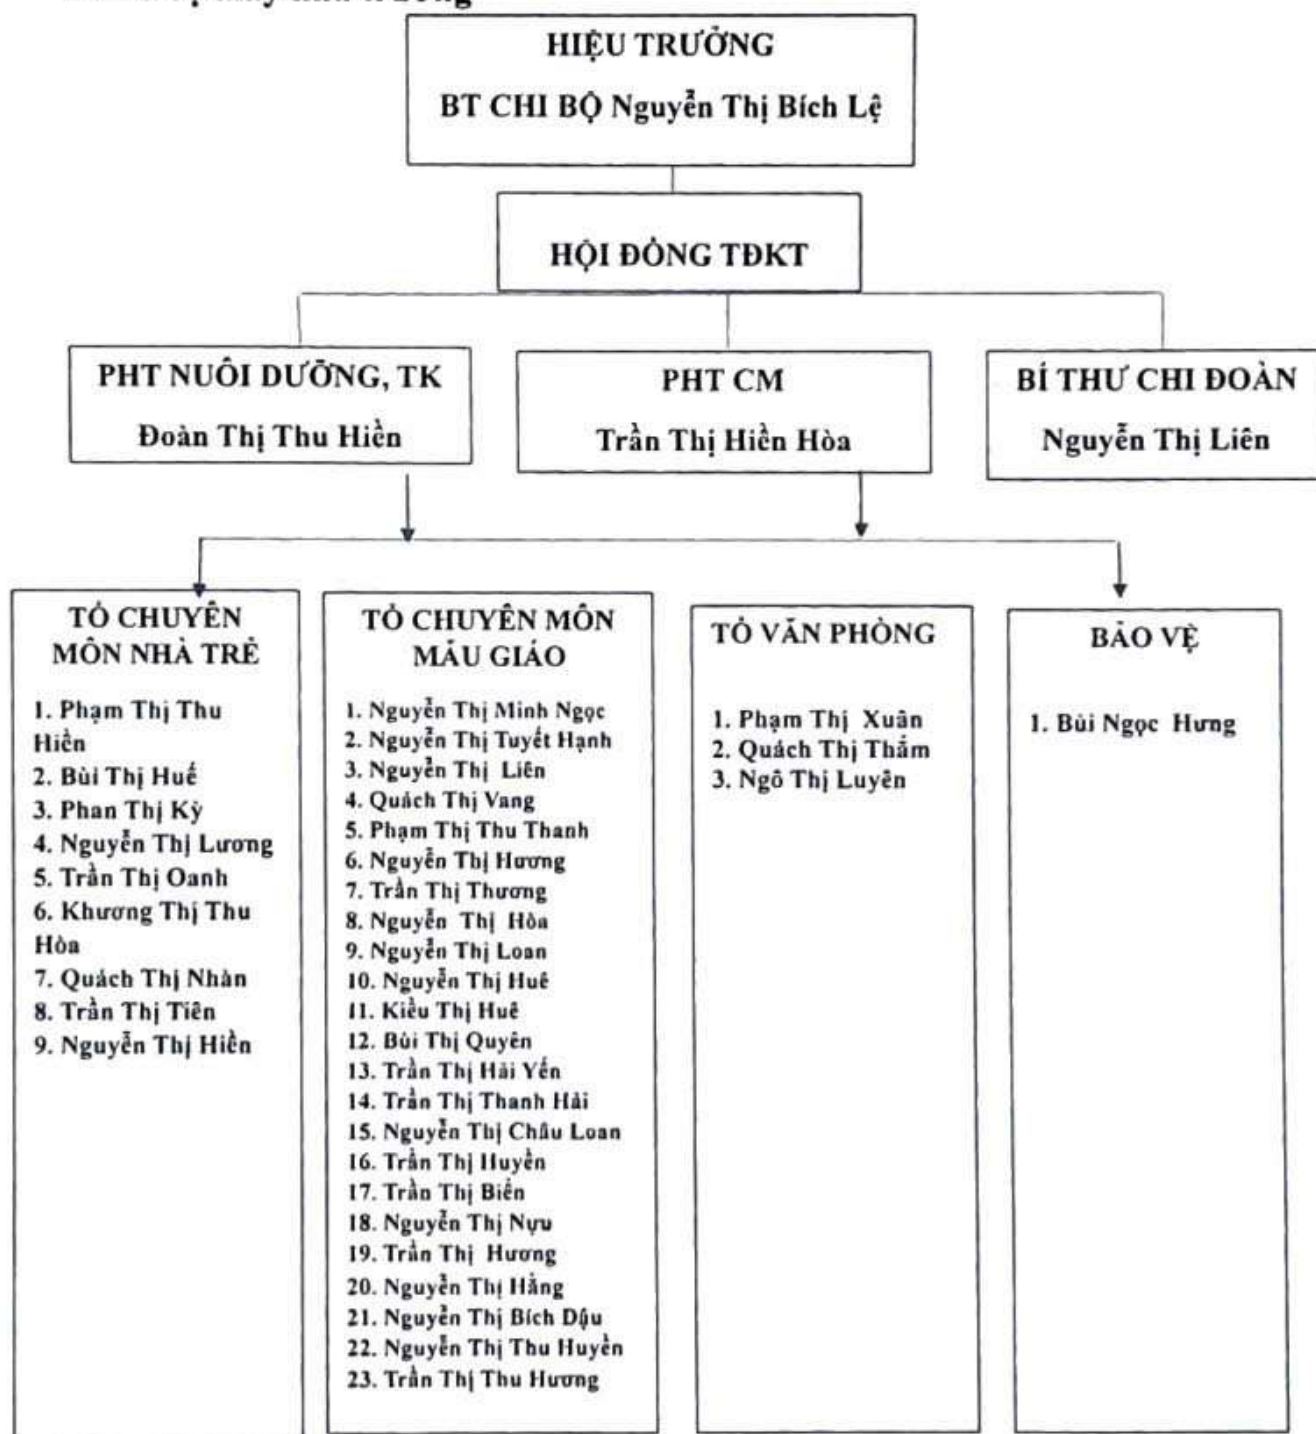 HIỆU TRƯỞNG
BT CHI BỘ Nguyễn Thị Bích Lệ
HỘI ĐỒNG TĐKT
PHT NUÔI DƯỠNG, TK
Đoàn Thị Thu Hiền
PHT CM
Trần Thị Hiền Hòa
BÍ THƯ CHI ĐOÀN
Nguyễn Thị Liên
TỔ CHUYÊN
MÔN NHÀ TRẺ
1. Phạm Thị Thu
Hiền
2. Bùi Thị Huế
3. Phan Thị Kỳ
4. Nguyễn Thị Lương
5. Trần Thị Oanh
6. Khương Thị Thu
Hòa
7. Quách Thị Nhàn
8. Trần Thị Tiên
9. Nguyễn Thị Hiền
TỔ CHUYÊN MÔN
MẪU GIÁO
1. Nguyễn Thị Minh Ngọc
2. Nguyễn Thị Tuyết Hạnh
3. Nguyễn Thị Liên
4. Quách Thị Vang
5. Phạm Thị Thu Thanh
6. Nguyễn Thị Hương
7. Trần Thị Thương
8. Nguyễn Thị Hòa
9. Nguyễn Thị Loan
10. Nguyễn Thị Huê
11. Kiều Thị Huê
12. Bùi Thị Quyên
13. Trần Thị Hải Yến
14. Trần Thị Thanh Hải
15. Nguyễn Thị Châu Loan
16. Trần Thị Huyền
17. Trần Thị Biển
18. Nguyễn Thị Nựu
19. Trần Thị Hương
20. Nguyễn Thị Hằng
21. Nguyễn Thị Bích Dậu
22. Nguyễn Thị Thu Huyền
23. Trần Thị Thu Hương
TỔ VĂN PHÒNG
1. Phạm Thị Xuân
2. Quách Thị Thắm
3. Ngô Thị Luyên
BẢO VỆ
1. Bùi Ngọc Hưng